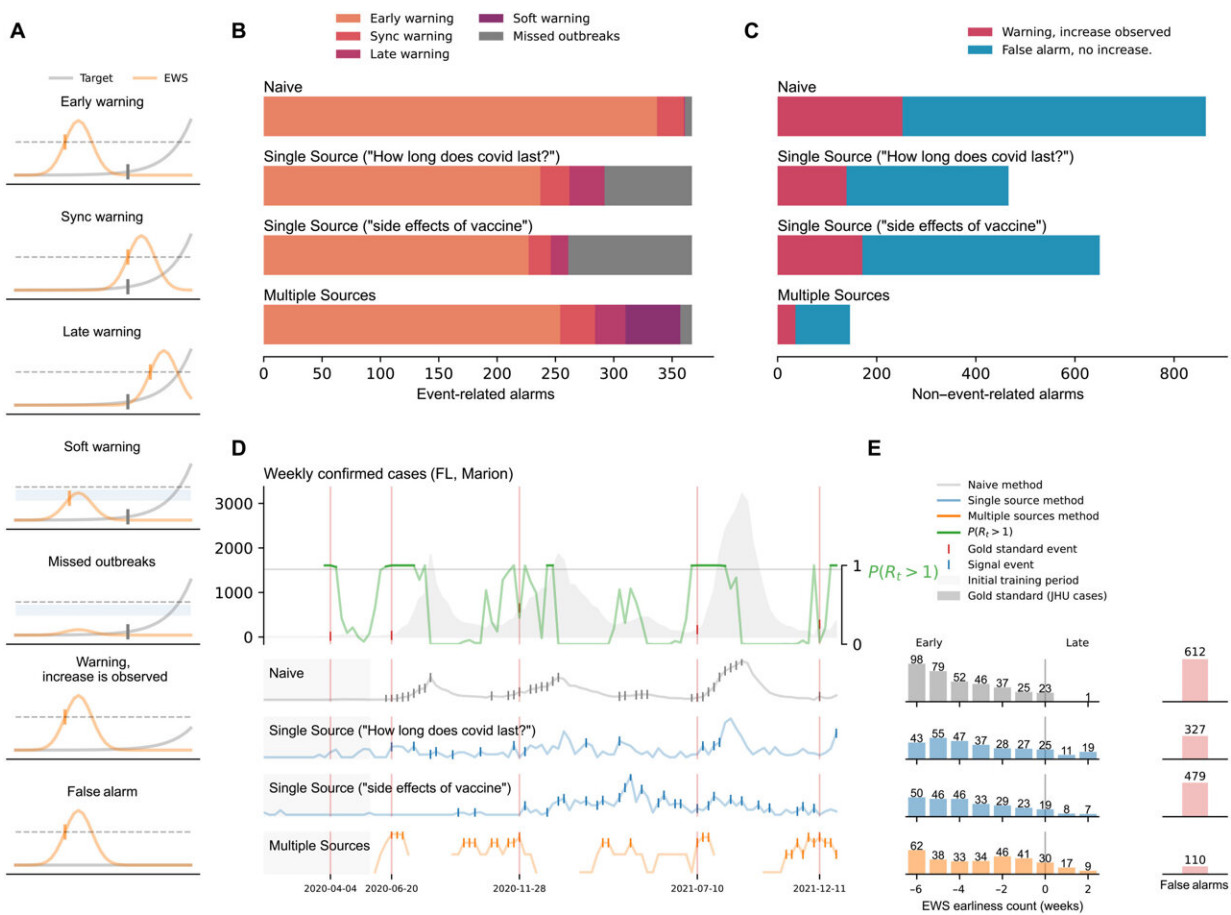 A
Target
EWS
Early warning
Sync warning
Late warning
Soft warning
Missed outbreaks
Warning,
increase is observed
False alarm
B
Early warning
Sync warning
Late warning
Soft warning
Missed outbreaks
Naive
Single Source ("How long does covid last?")
Single Source ("side effects of vaccine")
Multiple Sources
0 50 100 150 200 250 300 350
Event-related alarms
C
Warning, increase observed
False alarm, no increase.
Naive
Single Source ("How long does covid last?")
Single Source ("side effects of vaccine")
Multiple Sources
0 200 400 600 800
Non–event-related alarms
D
Weekly confirmed cases (FL, Marion)
3000
2000
1000
0
1
P(Rt > 1)
0
Naive
Single Source ("How long does covid last?")
Single Source ("side effects of vaccine")
Multiple Sources
2020-04-04 2020-06-20 2020-11-28 2021-07-10 2021-12-11
E
Naive method
Single source method
Multiple sources method
P(Rt > 1)
Gold standard event
Signal event
Initial training period
Gold standard (JHU cases)
Early Late
98 79 52 46 37 25 23 1 612
43 55 47 37 28 27 25 11 19 327
50 46 46 33 29 23 19 8 7 479
62 38 33 34 46 41 30 17 9 110
−6 −4 −2 0 2
False alarms
EWS earliness count (weeks)